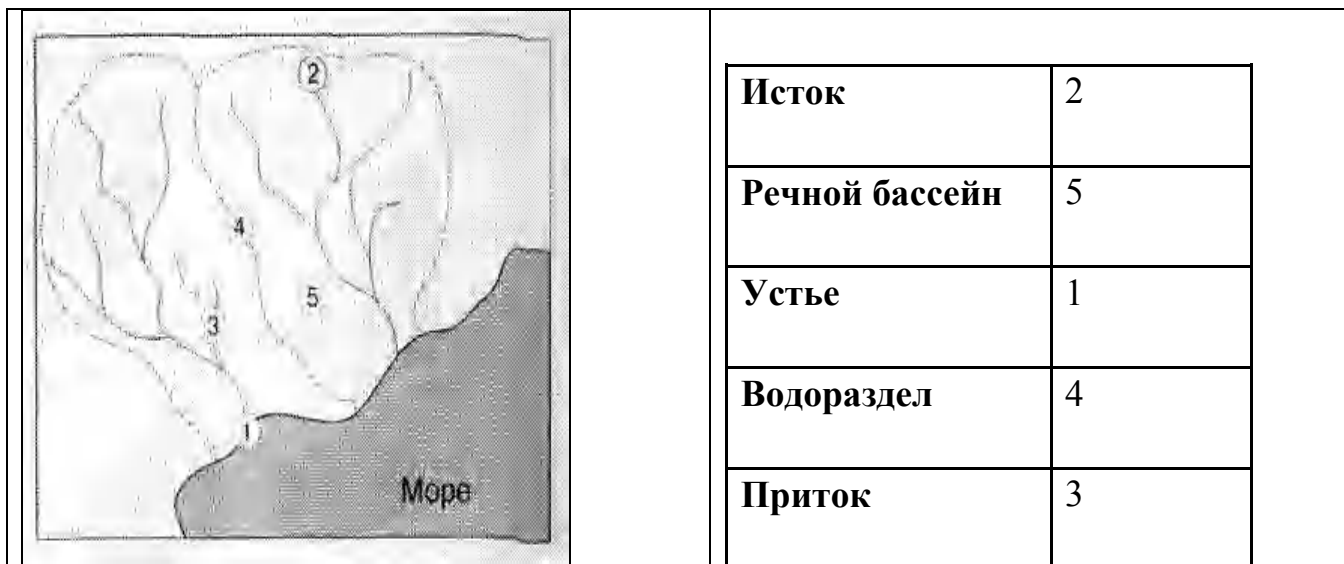 2
4
5
3
1
Море
Исток 2
Речной бассейн 5
Устье 1
Водораздел 4
Приток 3